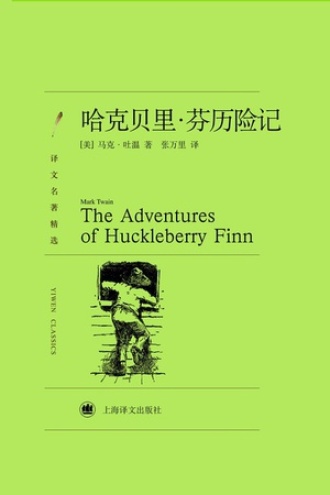 哈克贝里·芬历险记
[美] 马克·吐温 著 张万里 译
译文名著精选
YIWEN CLASSICS
Mark Twain
The Adventures
of Huckleberry Finn
上海译文出版社